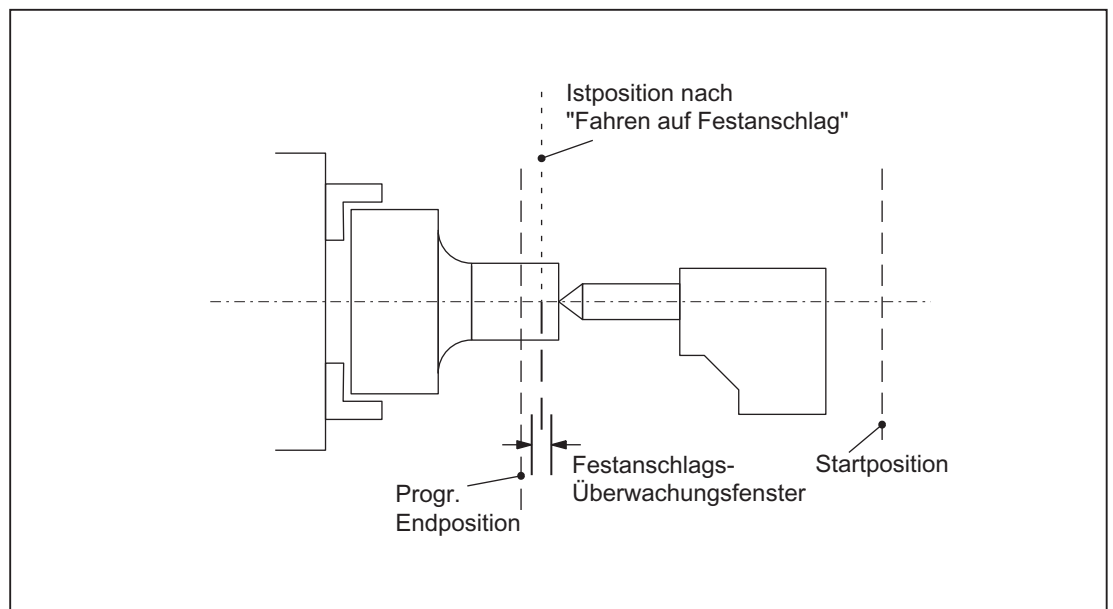 Istposition nach
"Fahren auf Festanschlag"
Festanschlags-
Überwachungsfenster
Startposition
Progr.
Endposition